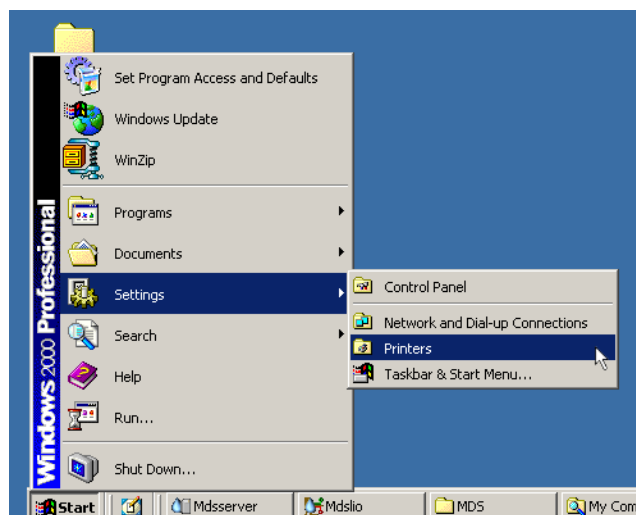 Set Program Access and Defaults
Windows Update
WinZip
Programs
Documents
Settings
Search
Help
Run...
Shut Down...
Windows 2000 Professional
Control Panel
Network and Dial-up Connections
Printers
Taskbar & Start Menu...
Start
Mdsserver
Mdslio
MDS
My Com